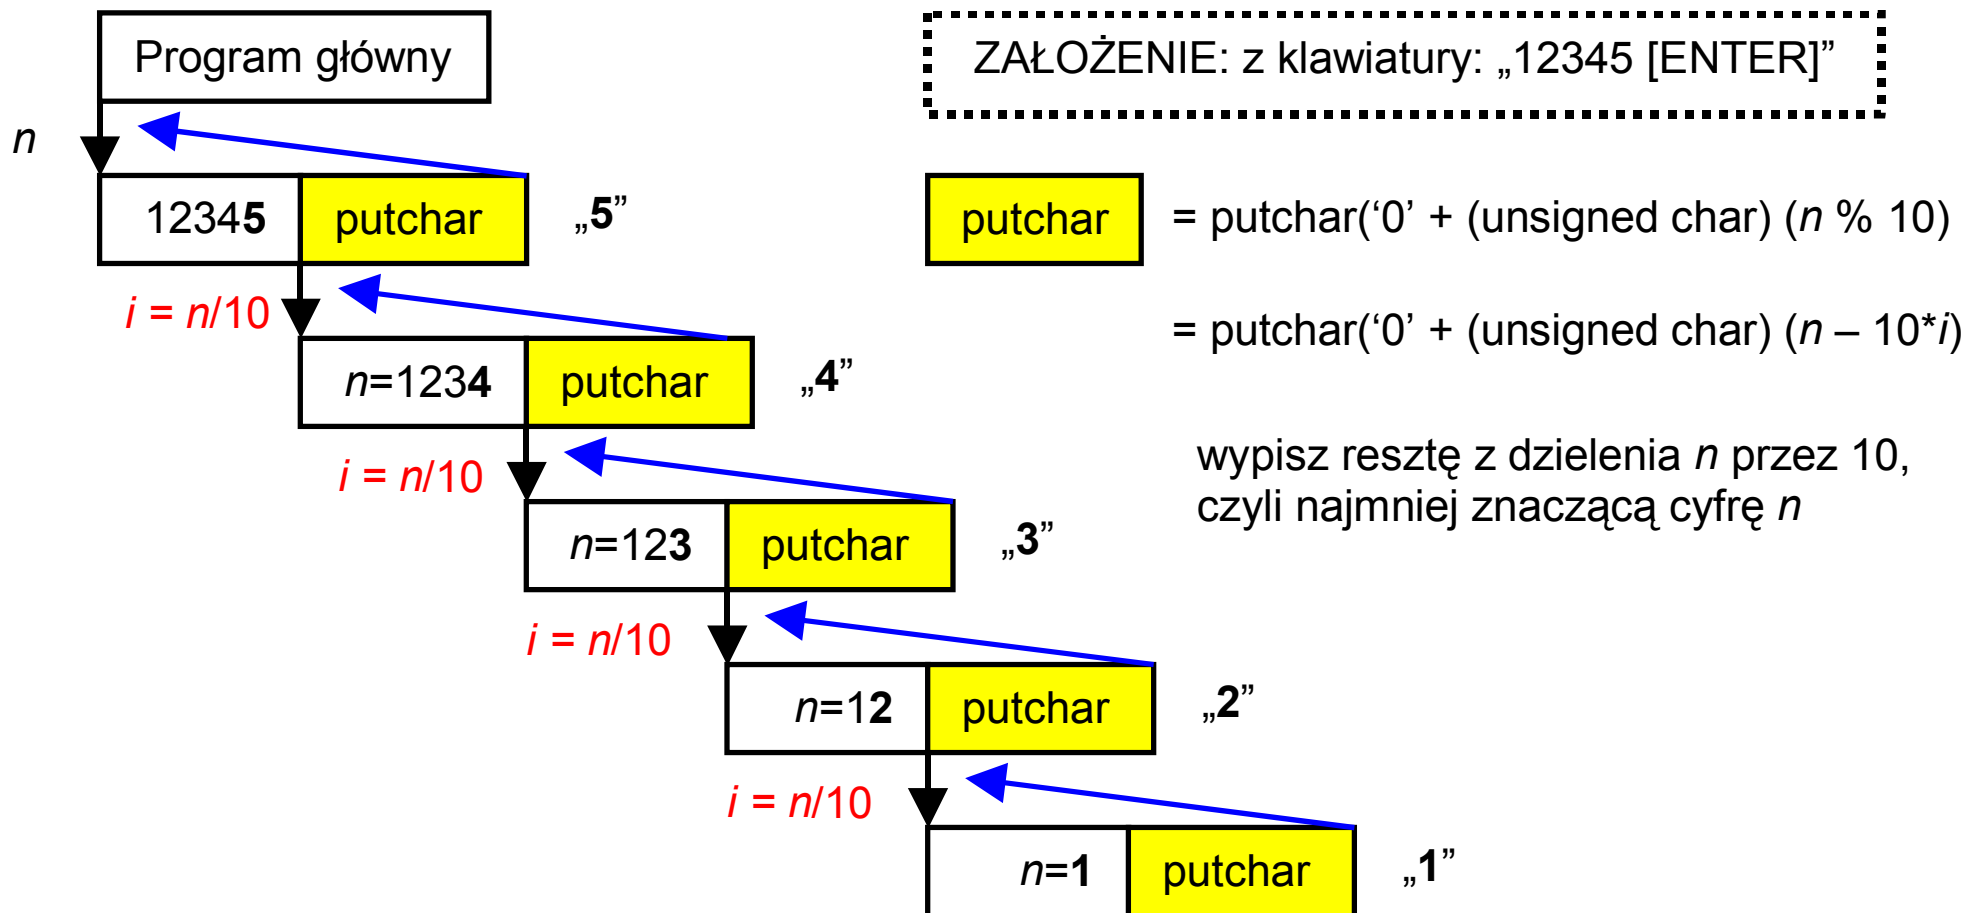 Program główny
ZAŁOŻENIE: z klawiatury: „12345 [ENTER]”
n
12345 putchar „5”
putchar = putchar(‘0’ + (unsigned char) (n % 10)
i = n/10
= putchar(‘0’ + (unsigned char) (n – 10*i)
n=1234 putchar „4”
i = n/10
wypisz resztę z dzielenia n przez 10,
czyli najmniej znaczącą cyfrę n
n=123 putchar „3”
i = n/10
n=12 putchar „2”
i = n/10
n=1 putchar „1”